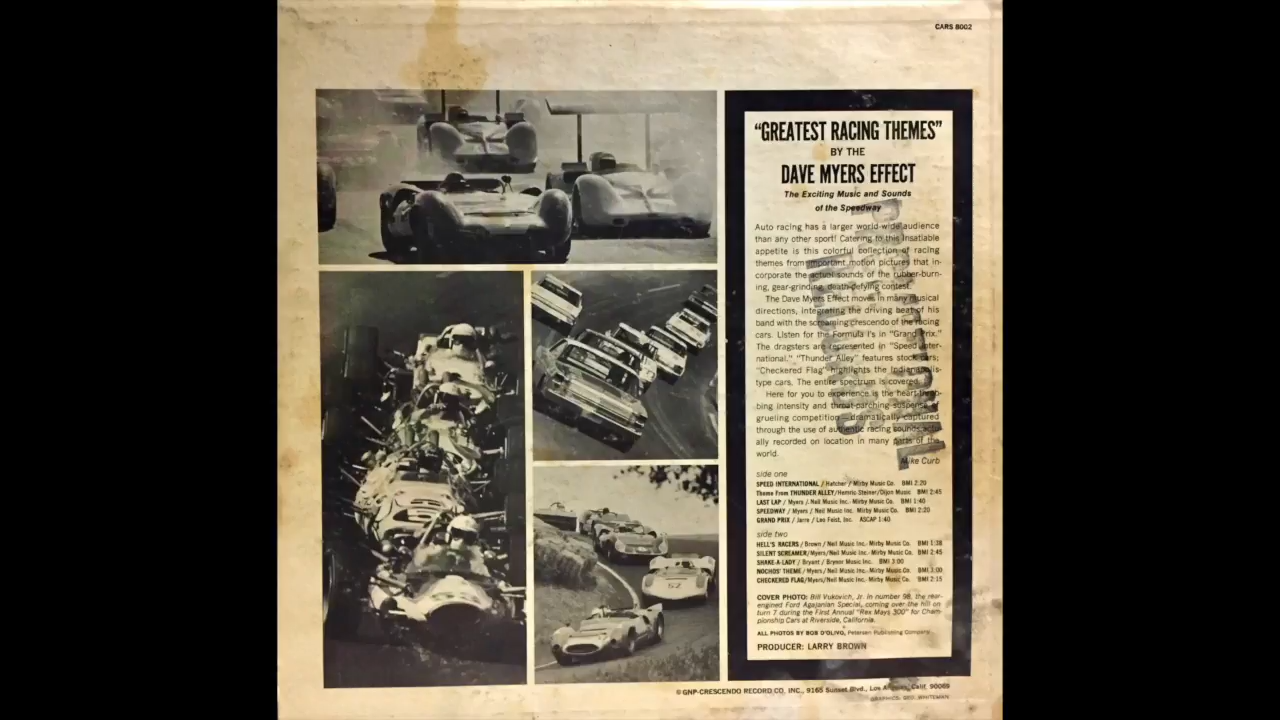 CARS 8002
"GREATEST RACING THEMES"
BY THE
DAVE MYERS EFFECT
The Exciting Music and Sounds
of the Speedway
Auto racing has a larger world-wide audience
than any other sport! Catering to this insatiable
appetite is this colorful collection of racing
themes from important motion pictures that in-
corporate the actual sounds of the rubber-burn-
ing, gear-grinding, death-defying contest.
The Dave Myers Effect moves in many musical
directions, integrating the driving beat of his
band with the screaming crescendo of the racing
cars. Listen for the Formula I's in "Grand Prix."
The dragsters are represented in "Speed Inter-
national." "Thunder Alley" features stock cars;
"Checkered Flag" highlights the Indianapolis-
type cars. The entire spectrum is covered.
Here for you to experience is the heart-throb-
bing intensity and throat-parching suspense of
grueling competition—dramatically captured
through the use of authentic racing sounds actu-
ally recorded on location in many parts of the
world.
Mike Curb
side one
SPEED INTERNATIONAL / Hatcher / Mirby Music Co. BMI 2:20
Theme From THUNDER ALLEY/Hemric-Steiner/Dijon Music BMI 2:45
LAST LAP / Myers / Neil Music Inc.- Mirby Music Co. BMI 1:40
SPEEDWAY / Myers / Neil Music Inc.- Mirby Music Co. BMI 2:20
GRAND PRIX / Jarre / Leo Feist, Inc. ASCAP 1:40
side two
HELL'S RACERS / Brown / Neil Music Inc.- Mirby Music Co. BMI 1:38
SILENT SCREAMER/Myers/Neil Music Inc.- Mirby Music Co. BMI 2:45
SHAKE-A-LADY / Bryant / Brynor Music Inc. BMI 3:00
NOCHOS' THEME / Myers/Neil Music Inc.- Mirby Music Co. BMI 3:00
CHECKERED FLAG/Myers/Neil Music Inc.- Mirby Music Co. BMI 2:15
COVER PHOTO: Bill Vukovich, Jr. in number 98, the rear-
engined Ford Agajanian Special, coming over the hill on
turn 7 during the First Annual "Rex Mays 300" for Cham-
pionship Cars at Riverside, California.
ALL PHOTOS BY BOB D'OLIVO, Petersen Publishing Company
PRODUCER: LARRY BROWN
© GNP-CRESCENDO RECORD CO. INC., 9165 Sunset Blvd., Los Angeles, Calif. 90069
GRAPHICS: GEO. WHITEMAN
62